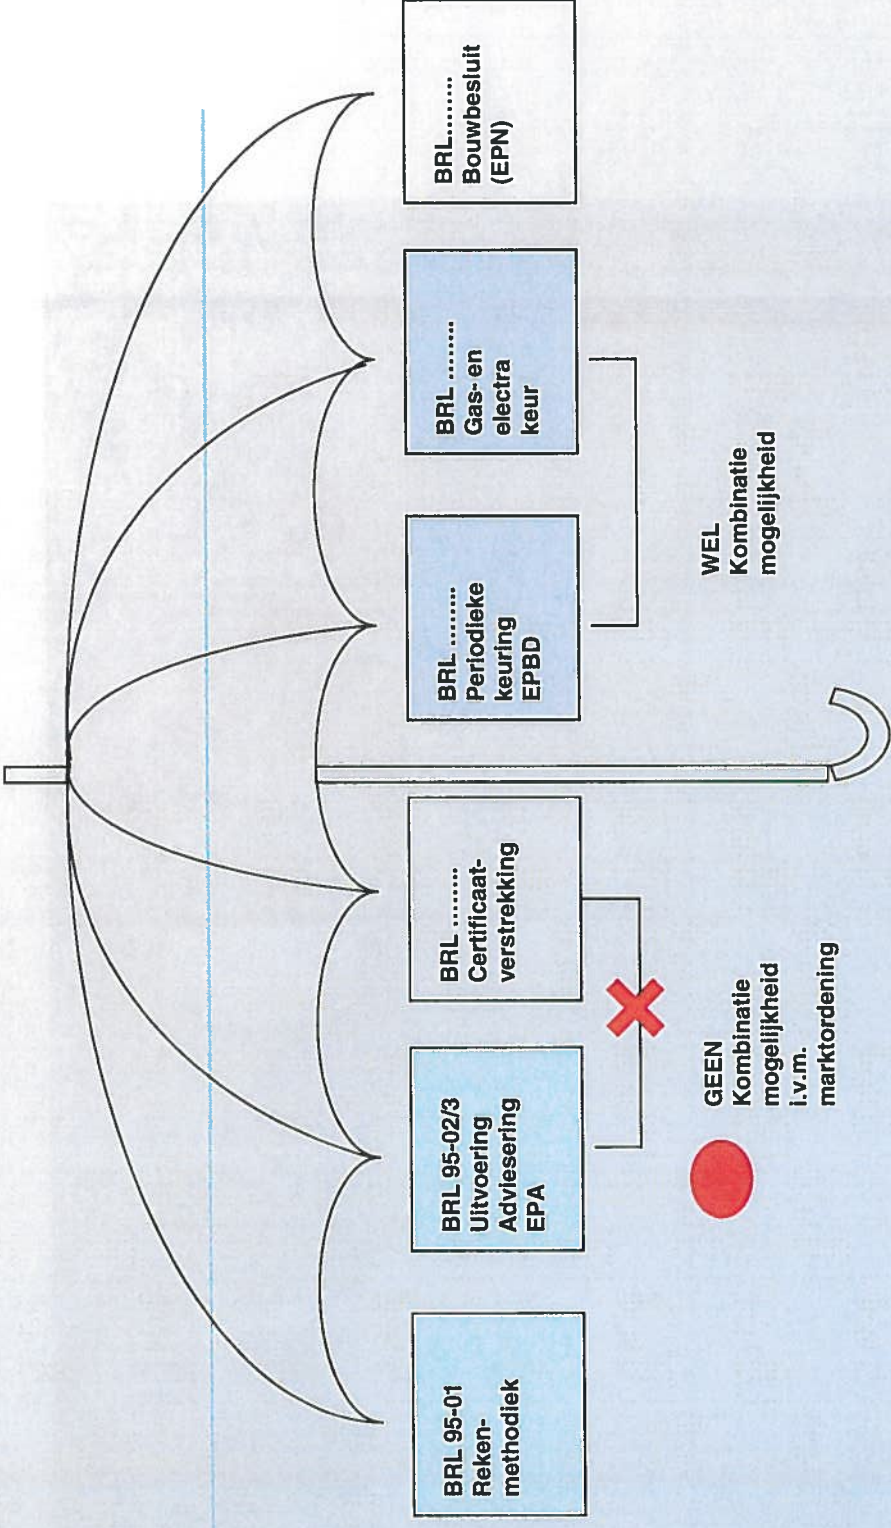 BRL 95-01
Reken-
methodiek
BRL 95-02/3
Uitvoering
Adviesering
EPA
BRL ........
Certificaat-
verstrekking
BRL .........
Periodieke
keuring
EPBD
BRL ........
Gas- en
electra
keur
BRL.........
Bouwbesluit
(EPN)
GEEN
Kombinatie
mogelijkheid
i.v.m.
marktordening
WEL
Kombinatie
mogelijkheid